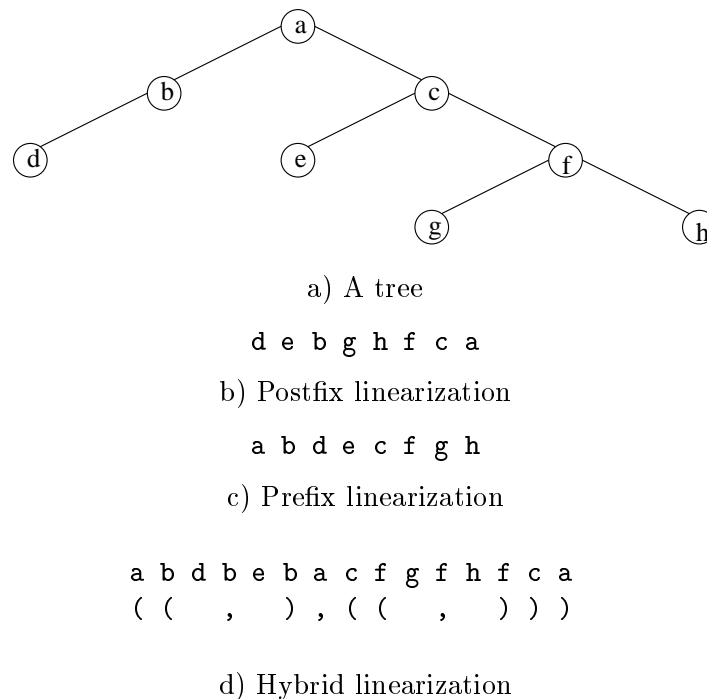 a
b c
d e f
g h
a) A tree
d e b g h f c a
b) Postfix linearization
a b d e c f g h
c) Prefix linearization
a b d b e b a c f g f h f c a
( ( , ) , ( ( , ) ) )
d) Hybrid linearization